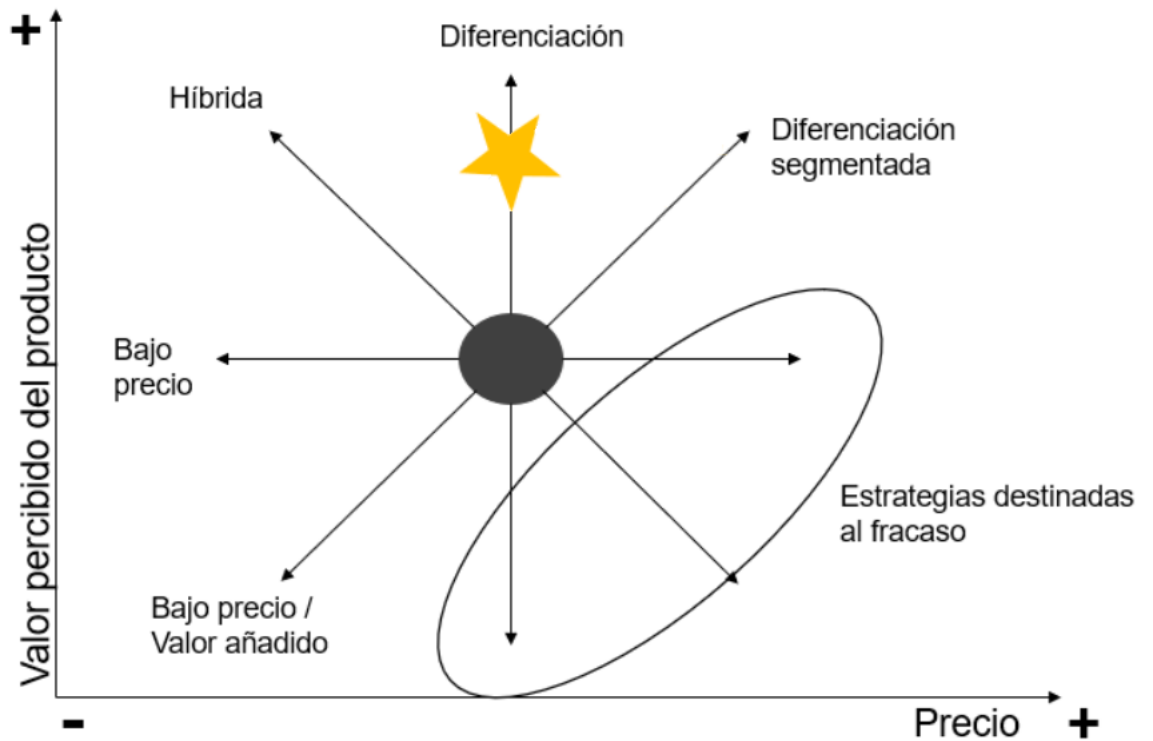 +
Diferenciación
Híbrida
Diferenciación
segmentada
Valor percibido del producto
Bajo
precio
Estrategias destinadas
al fracaso
Bajo precio /
Valor añadido
-
Precio +